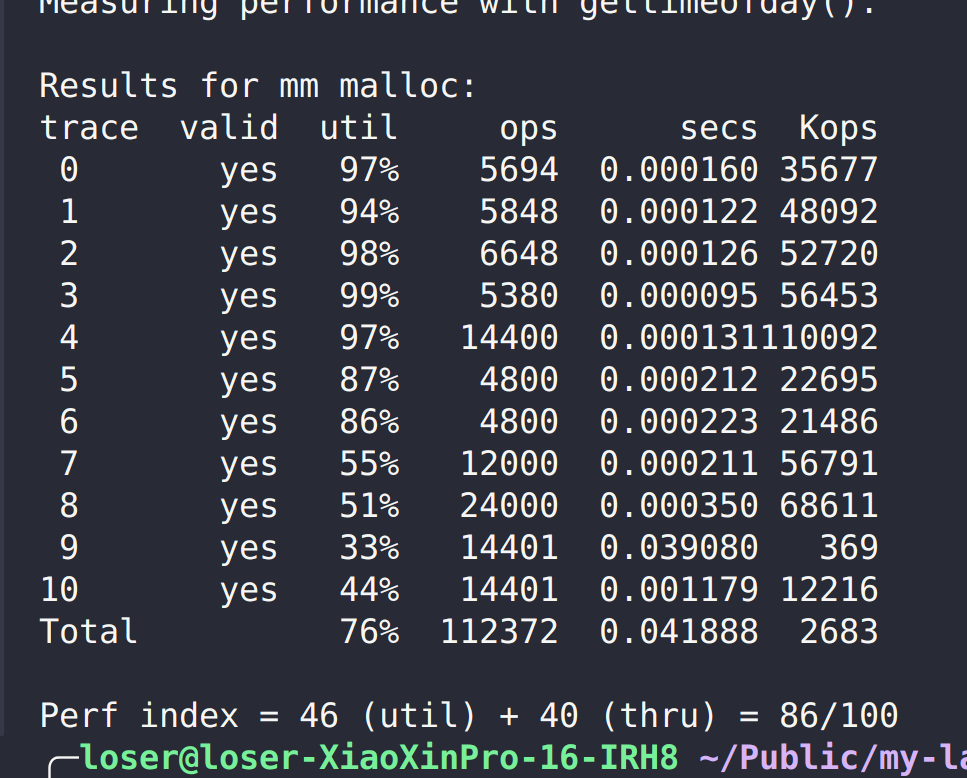 Measuring performance with gettimeofday().
Results for mm malloc:
trace valid util ops secs Kops
0 yes 97% 5694 0.000160 35677
1 yes 94% 5848 0.000122 48092
2 yes 98% 6648 0.000126 52720
3 yes 99% 5380 0.000095 56453
4 yes 97% 14400 0.000131110092
5 yes 87% 4800 0.000212 22695
6 yes 86% 4800 0.000223 21486
7 yes 55% 12000 0.000211 56791
8 yes 51% 24000 0.000350 68611
9 yes 33% 14401 0.039080 369
10 yes 44% 14401 0.001179 12216
Total 76% 112372 0.041888 2683
Perf index = 46 (util) + 40 (thru) = 86/100
loser@loser-XiaoXinPro-16-IRH8 ~/Public/my-la